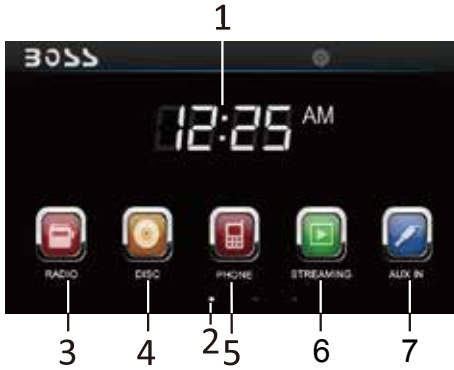 1
BOSS
12:25 AM
RADIO DISC PHONE STREAMING AUX IN
3 4 2 5 6 7